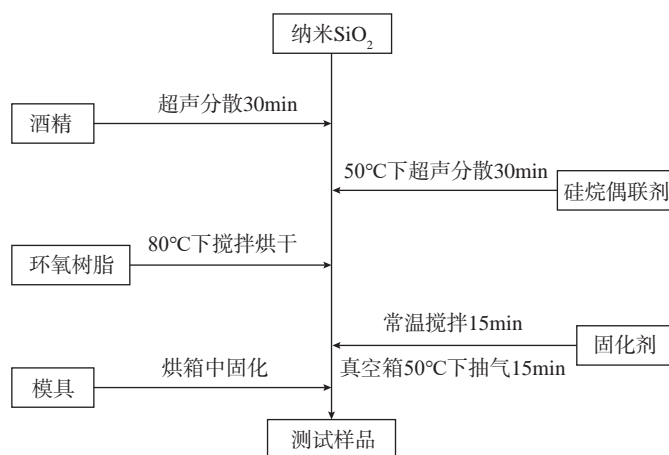 纳米SiO₂
超声分散30min
酒精
50℃下超声分散30min
硅烷偶联剂
80℃下搅拌烘干
环氧树脂
常温搅拌15min
固化剂
烘箱中固化
真空箱50℃下抽气15min
模具
测试样品